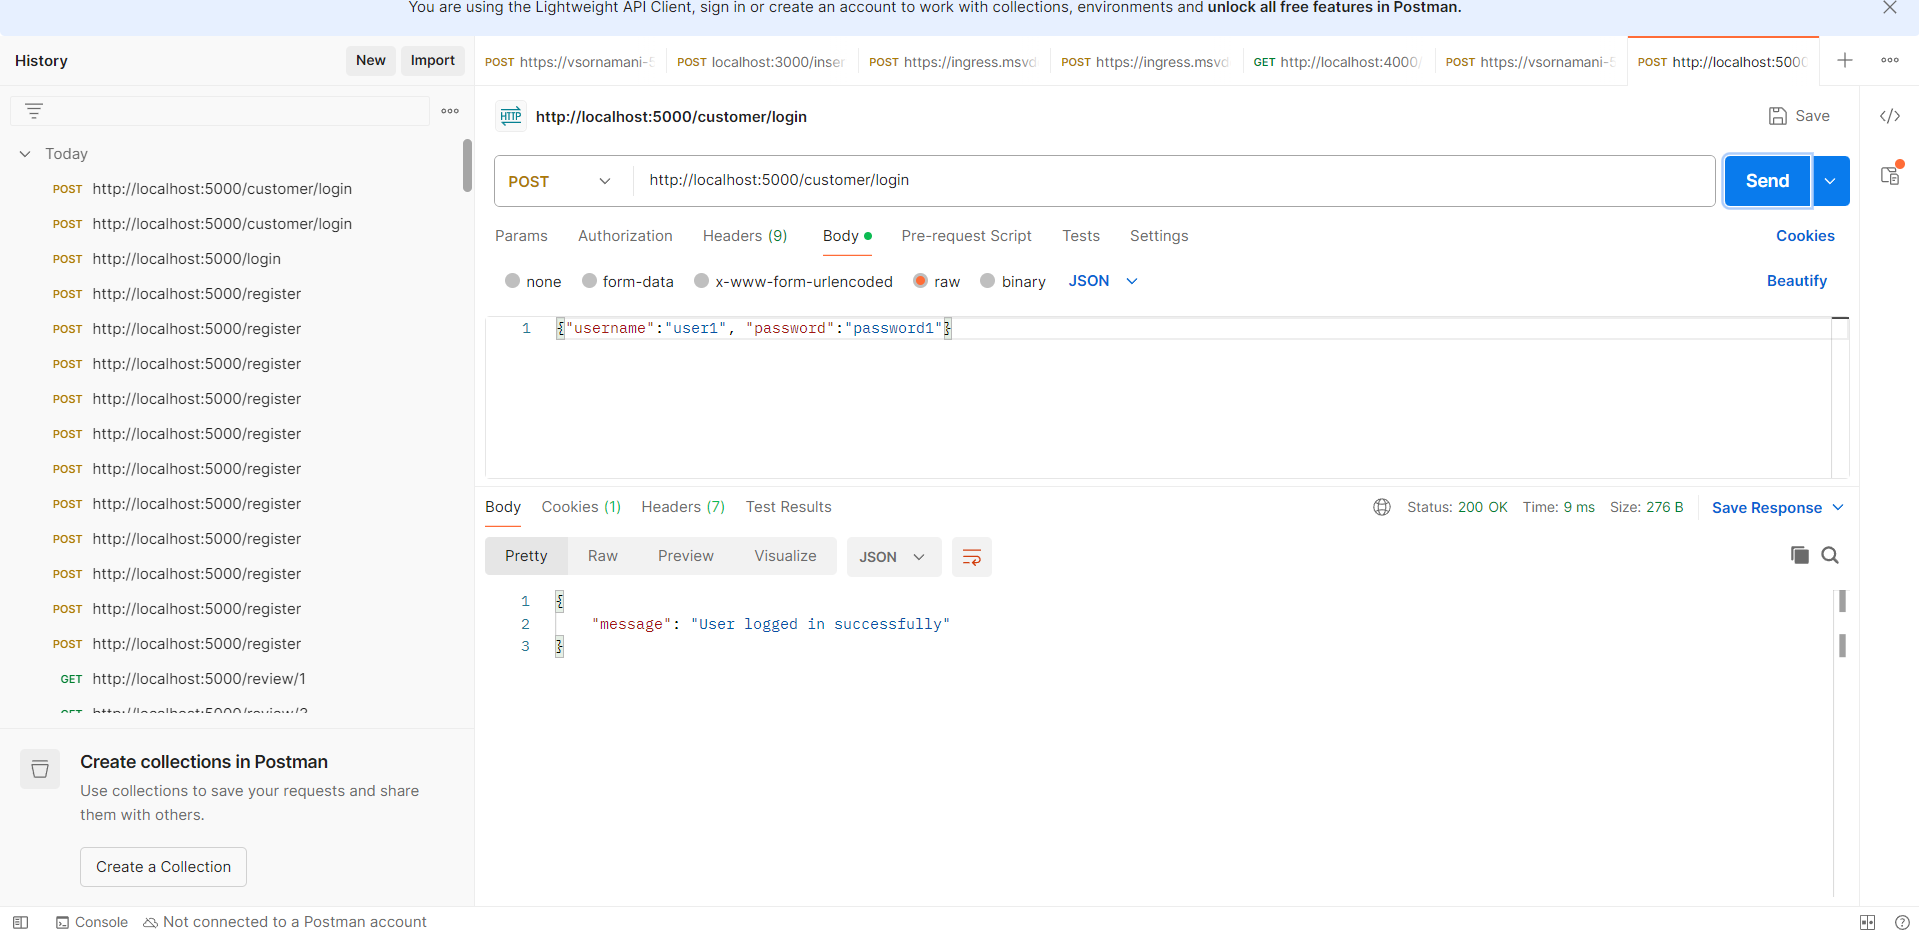 You are using the Lightweight API Client, sign in or create an account to work with collections, environments and unlock all free features in Postman.
History
New
Import
POST https://vsornamani-5
POST localhost:3000/inser
POST https://ingress.msvd
POST https://ingress.msvd
GET http://localhost:4000/
POST https://vsornamani-5
POST http://localhost:5000
HTTP http://localhost:5000/customer/login
Save
Today
POST http://localhost:5000/customer/login
POST http://localhost:5000/customer/login
POST http://localhost:5000/login
POST http://localhost:5000/register
POST http://localhost:5000/register
POST http://localhost:5000/register
POST http://localhost:5000/register
POST http://localhost:5000/register
POST http://localhost:5000/register
POST http://localhost:5000/register
POST http://localhost:5000/register
POST http://localhost:5000/register
POST http://localhost:5000/register
POST http://localhost:5000/register
GET http://localhost:5000/review/1
GET http://localhost:5000/review/2
Create collections in Postman
Use collections to save your requests and share
them with others.
Create a Collection
POST
http://localhost:5000/customer/login
Send
Params
Authorization
Headers (9)
Body
Pre-request Script
Tests
Settings
Cookies
none
form-data
x-www-form-urlencoded
raw
binary
JSON
Beautify
1 {"username":"user1", "password":"password1"}
Body
Cookies (1)
Headers (7)
Test Results
Status: 200 OK
Time: 9 ms
Size: 276 B
Save Response
Pretty
Raw
Preview
Visualize
JSON
1 {
2 "message": "User logged in successfully"
3 }
Console
Not connected to a Postman account